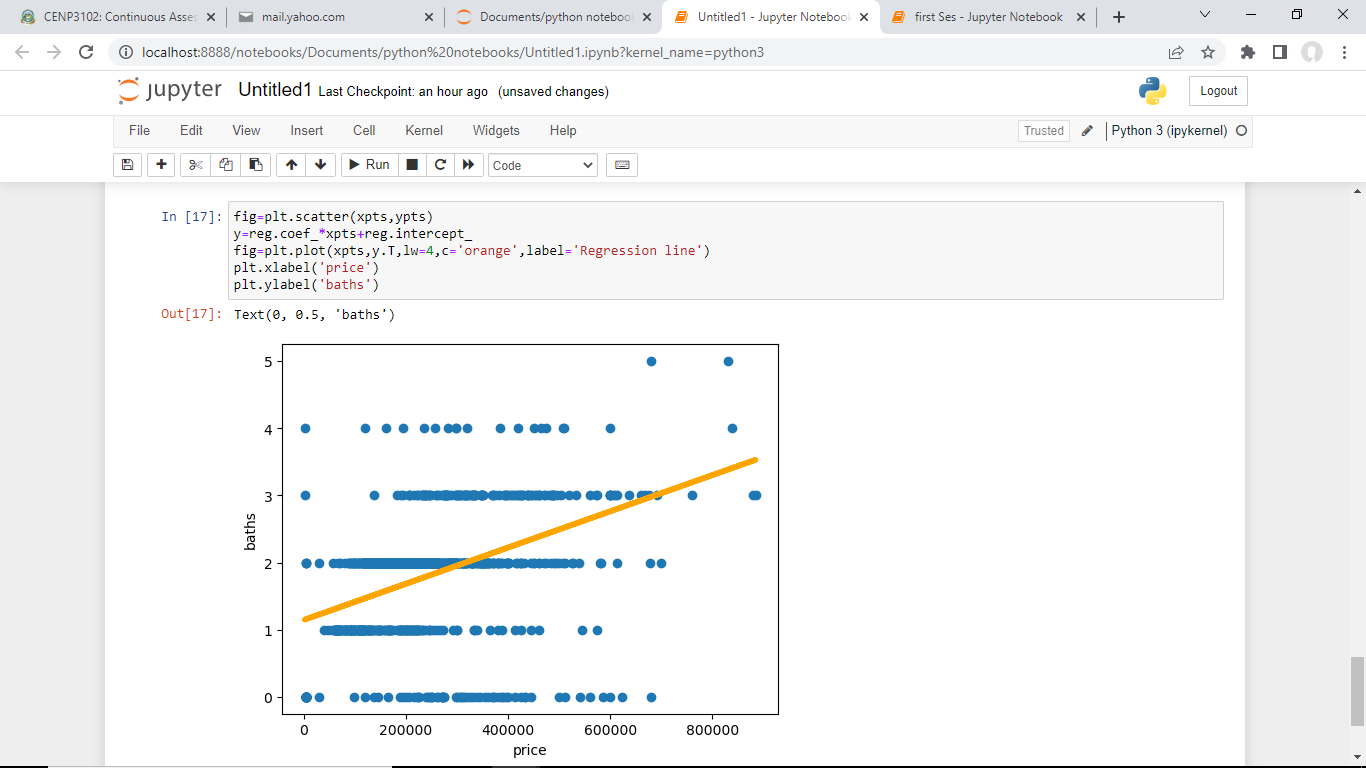 CENP3102: Continuous Asses
mail.yahoo.com
Documents/python noteboo
Untitled1 - Jupyter Notebook
first Ses - Jupyter Notebook
localhost:8888/notebooks/Documents/python%20notebooks/Untitled1.ipynb?kernel_name=python3
jupyter Untitled1 Last Checkpoint: an hour ago (unsaved changes)
Logout
File Edit View Insert Cell Kernel Widgets Help
Trusted
Python 3 (ipykernel)
Run
Code
In [17]:
fig=plt.scatter(xpts,ypts)
y=reg.coef_*xpts+reg.intercept_
fig=plt.plot(xpts,y.T,lw=4,c='orange',label='Regression line')
plt.xlabel('price')
plt.ylabel('baths')
Out[17]: Text(0, 0.5, 'baths')
5
4
3
2
1
0
baths
0 200000 400000 600000 800000
price